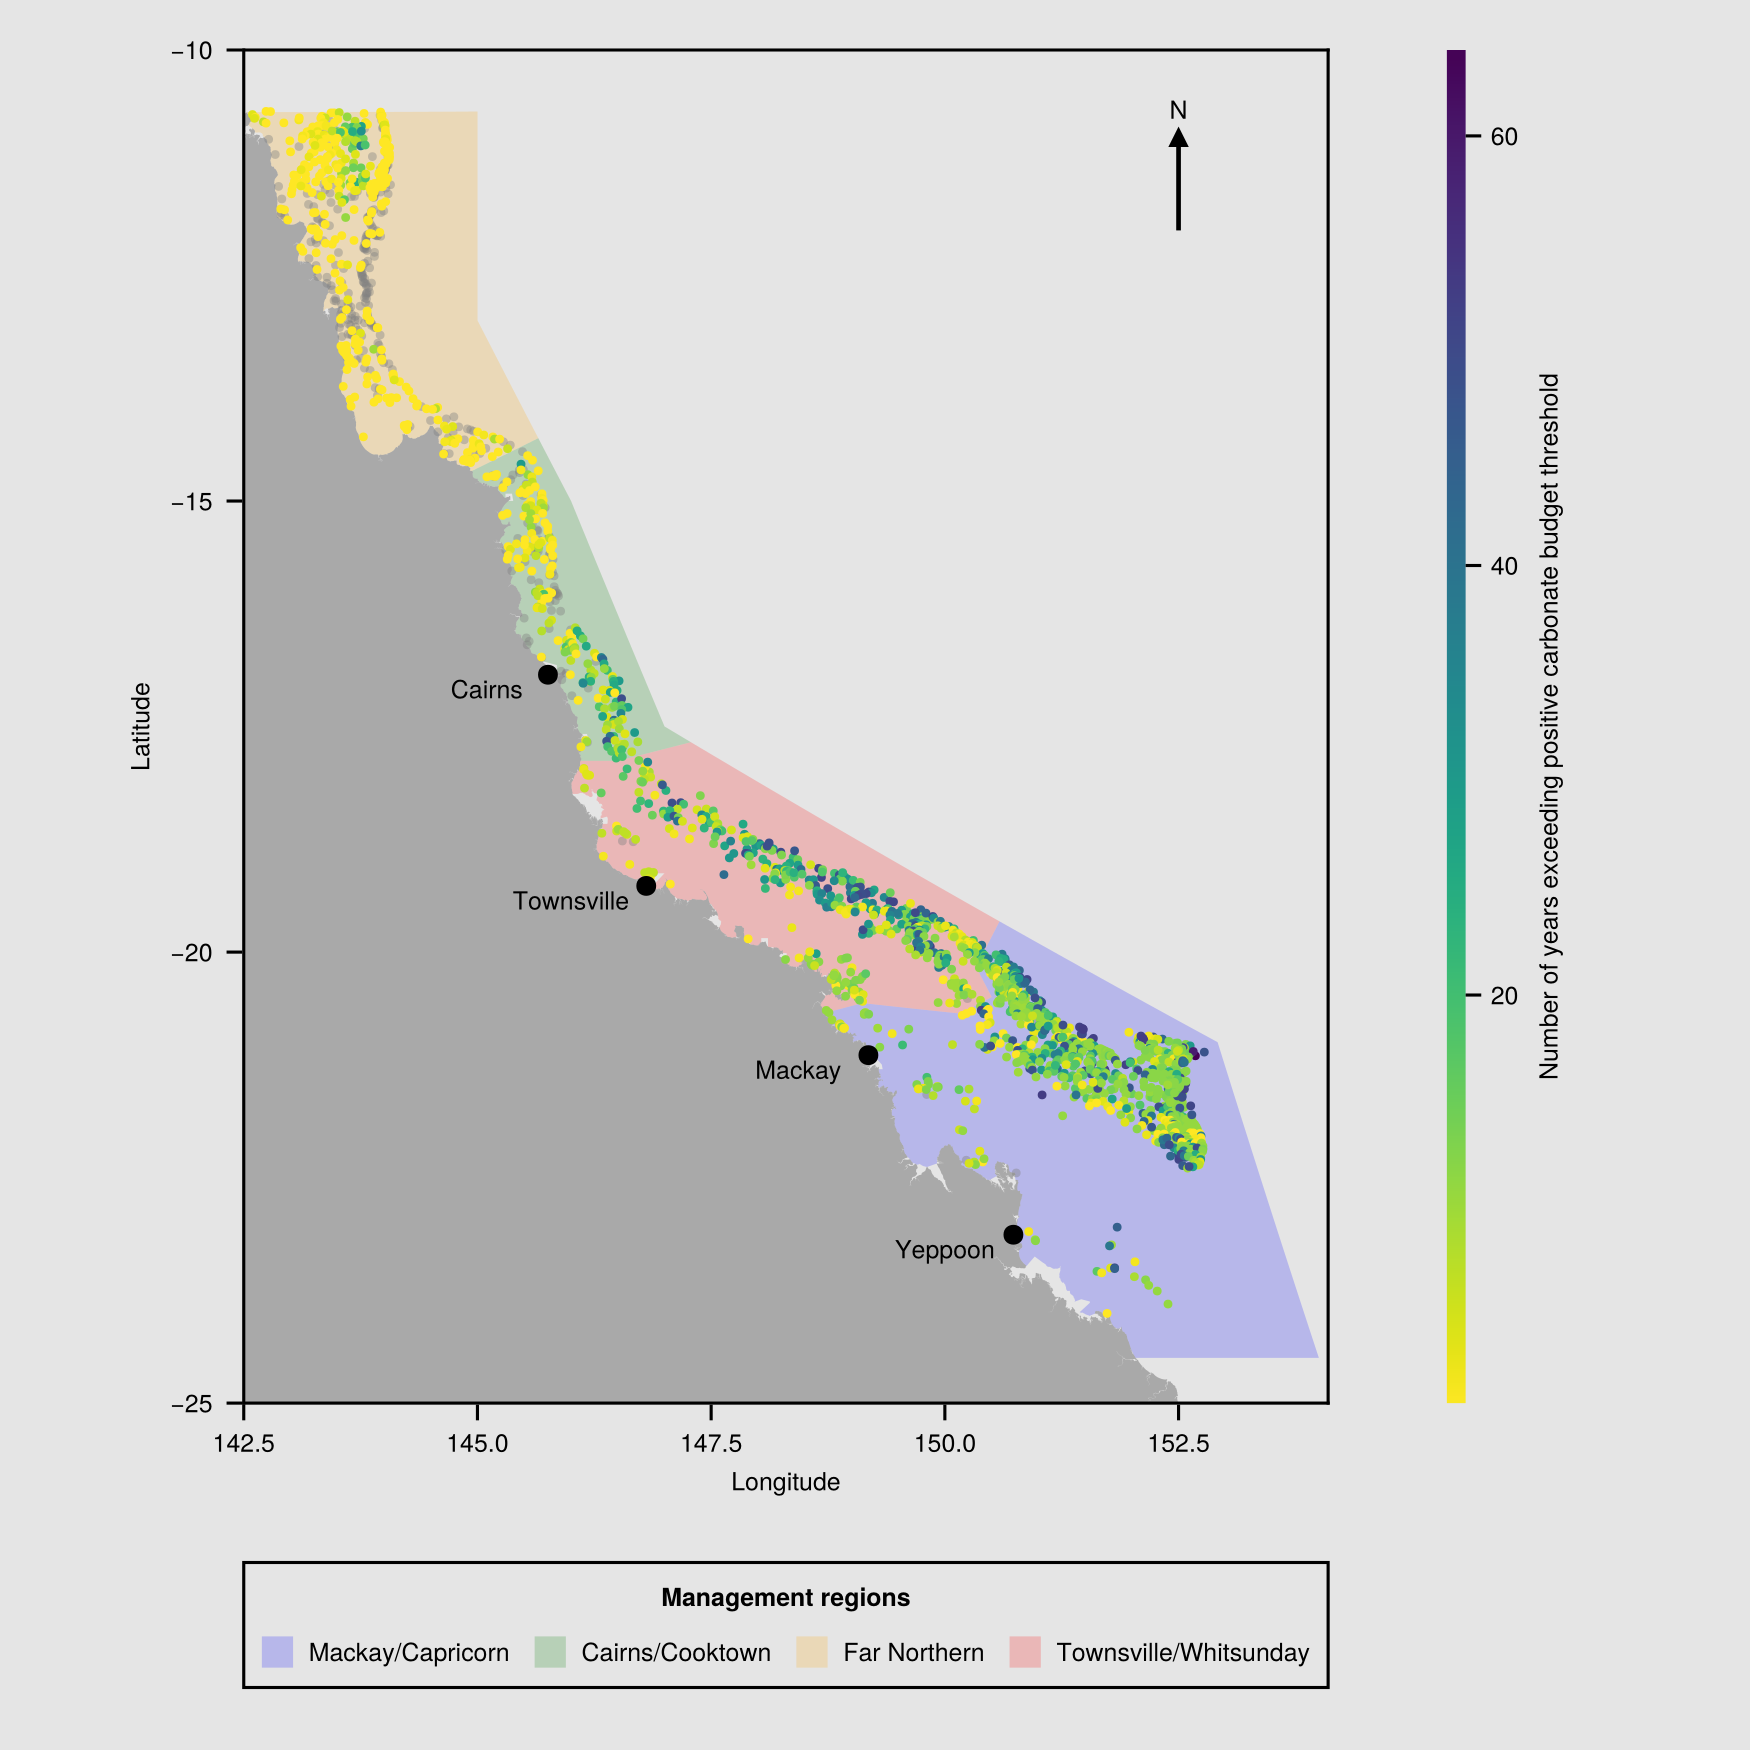 −10
N
60
−15
40
Number of years exceeding positive carbonate budget threshold
Cairns
Latitude
Townsville
−20
20
Mackay
Yeppoon
−25
142.5 145.0 147.5 150.0 152.5
Longitude
Management regions
Mackay/Capricorn Cairns/Cooktown Far Northern Townsville/Whitsunday